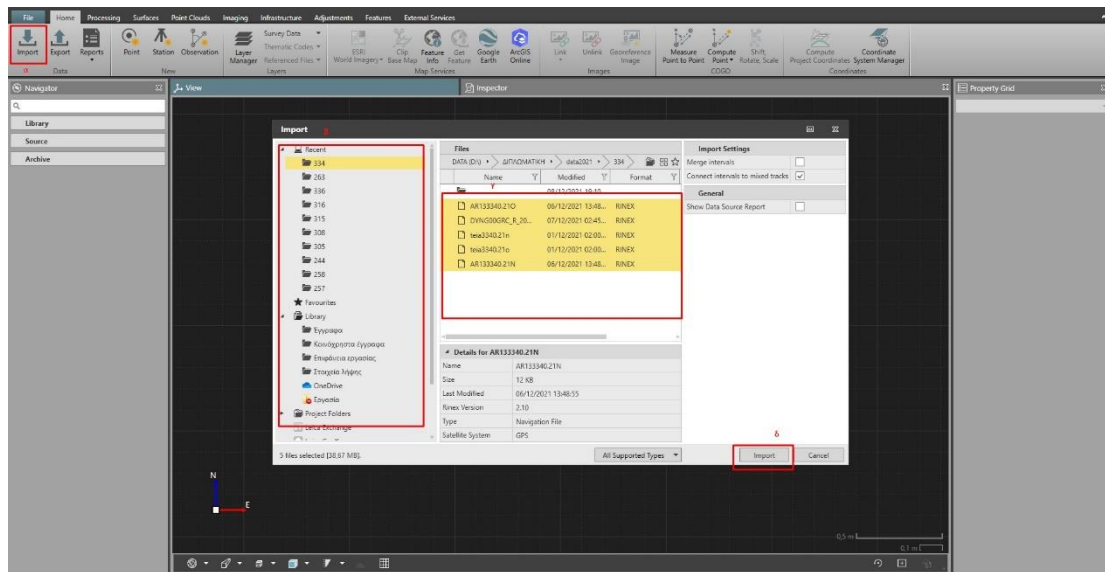 File Home Processing Surfaces Point Clouds Imaging Infrastructure Adjustments Features External Services
Import Export Reports Point Station Observation Layer Manager Survey Data Thematic Codes Referenced Files ESRI World Imagery Clip Base Map Feature Info Get Feature Google Earth ArcGIS Online Link Unlink Georeference Image Measure Point to Point Compute Point Shift, Rotate, Scale Compute Project Coordinates Coordinate System Manager
α Data New Layers Map Services Images COGO Coordinates
Navigator View Inspector Property Grid
Library
Source
Archive
Import β
Recent
334
263
336
316
315
308
305
244
258
257
Favourites
Library
Έγγραφα
Κοινόχρηστα έγγραφα
Επιφάνεια εργασίας
Στοιχεία λήψης
OneDrive
Εργασία
Project Folders
Leica Exchange
Files
DATA (D:\) ΔΙΠΛΩΜΑΤΙΚΗ data2021 334
Name Modified Format
γ
08/12/2021 19:10
AR133340.21O 06/12/2021 13:48... RINEX
DYNG00GRC_R_20... 07/12/2021 02:45... RINEX
teia3340.21n 01/12/2021 02:00... RINEX
teia3340.21o 01/12/2021 02:00... RINEX
AR133340.21N 06/12/2021 13:48... RINEX
Details for AR133340.21N
Name AR133340.21N
Size 12 KB
Last Modified 06/12/2021 13:48:55
Rinex Version 2.10
Type Navigation File
Satellite System GPS
Import Settings
Merge intervals
Connect intervals to mixed tracks
General
Show Data Source Report
δ
5 files selected [38,67 MB]. All Supported Types Import Cancel
N
E
0,5 m
0,1 m